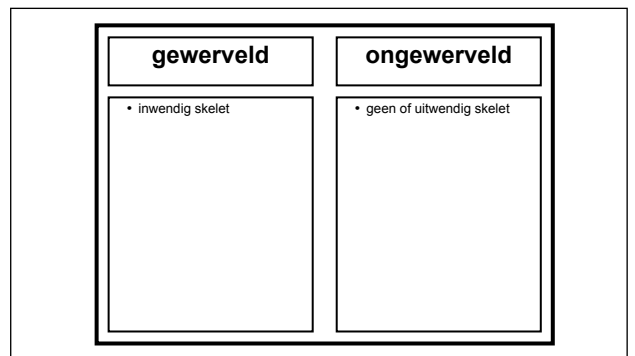 gewerveld
ongewerveld
• inwendig skelet
• geen of uitwendig skelet